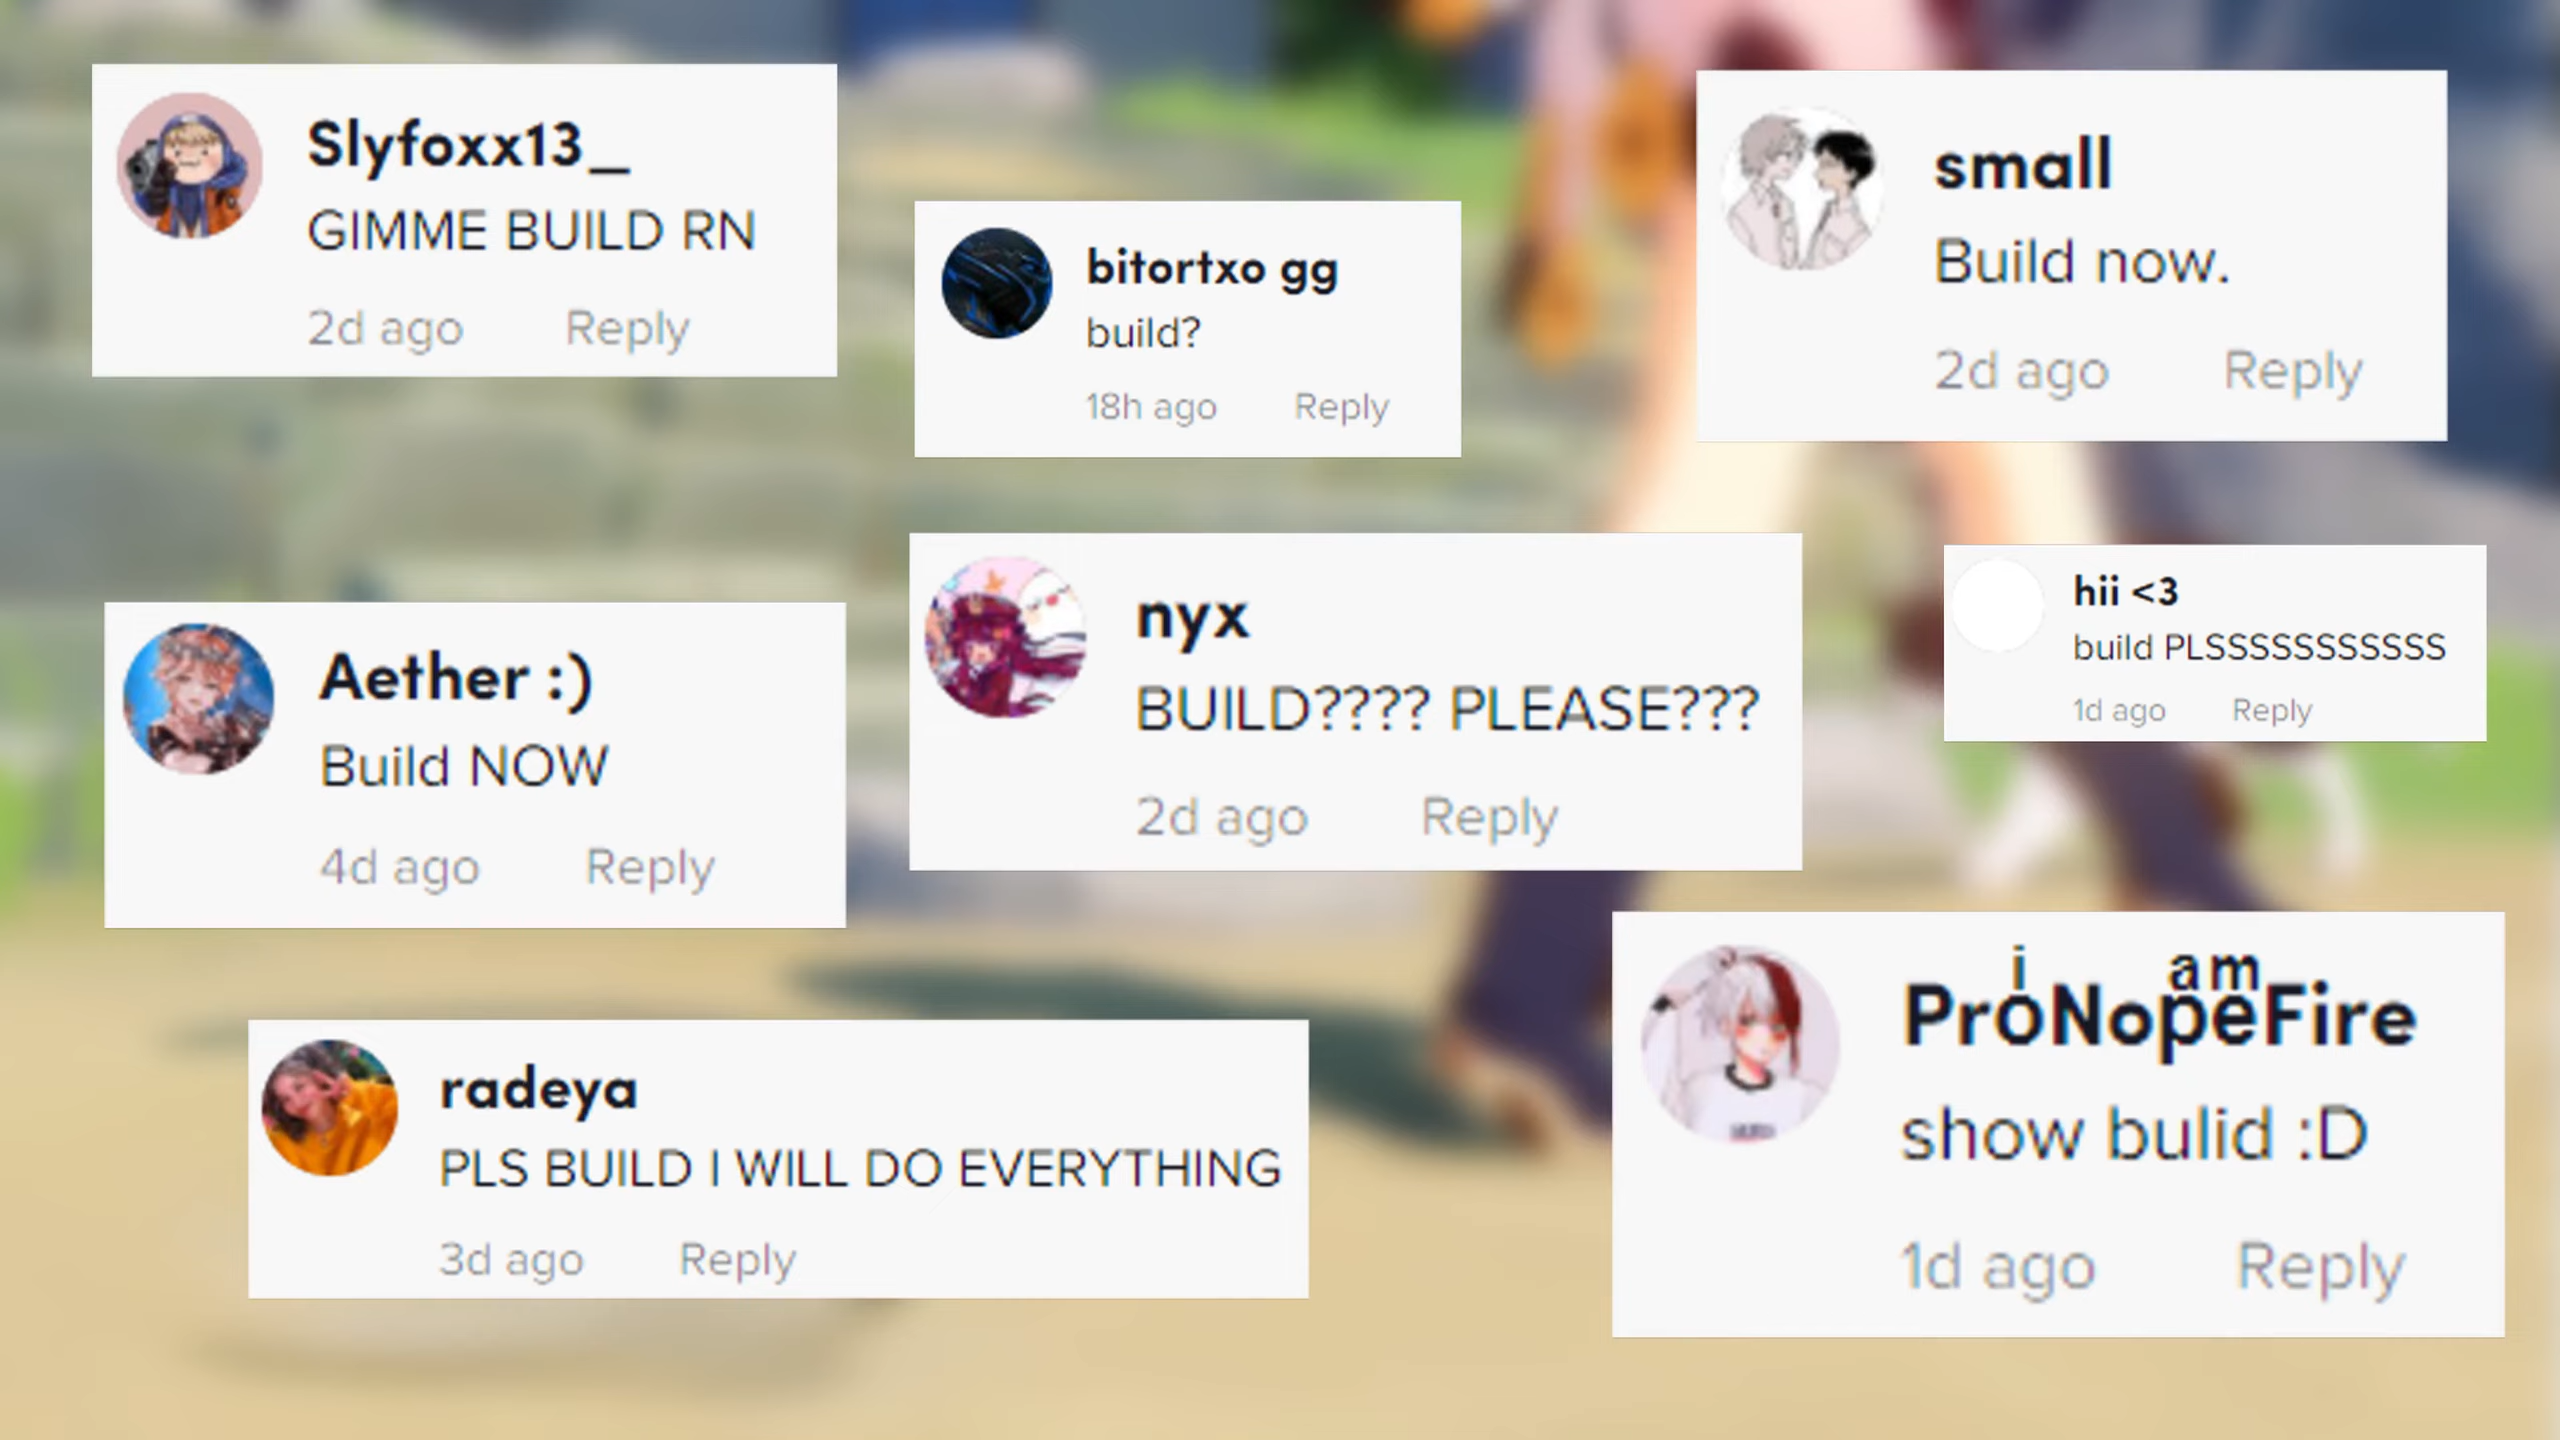 Slyfoxx13_
GIMME BUILD RN
2d ago Reply
bitortxo gg
build?
18h ago Reply
small
Build now.
2d ago Reply
Aether :)
Build NOW
4d ago Reply
nyx
BUILD???? PLEASE???
2d ago Reply
hii <3
build PLSSSSSSSSSSS
1d ago Reply
radeya
PLS BUILD I WILL DO EVERYTHING
3d ago Reply
i am
ProNopeFire
show bulid :D
1d ago Reply